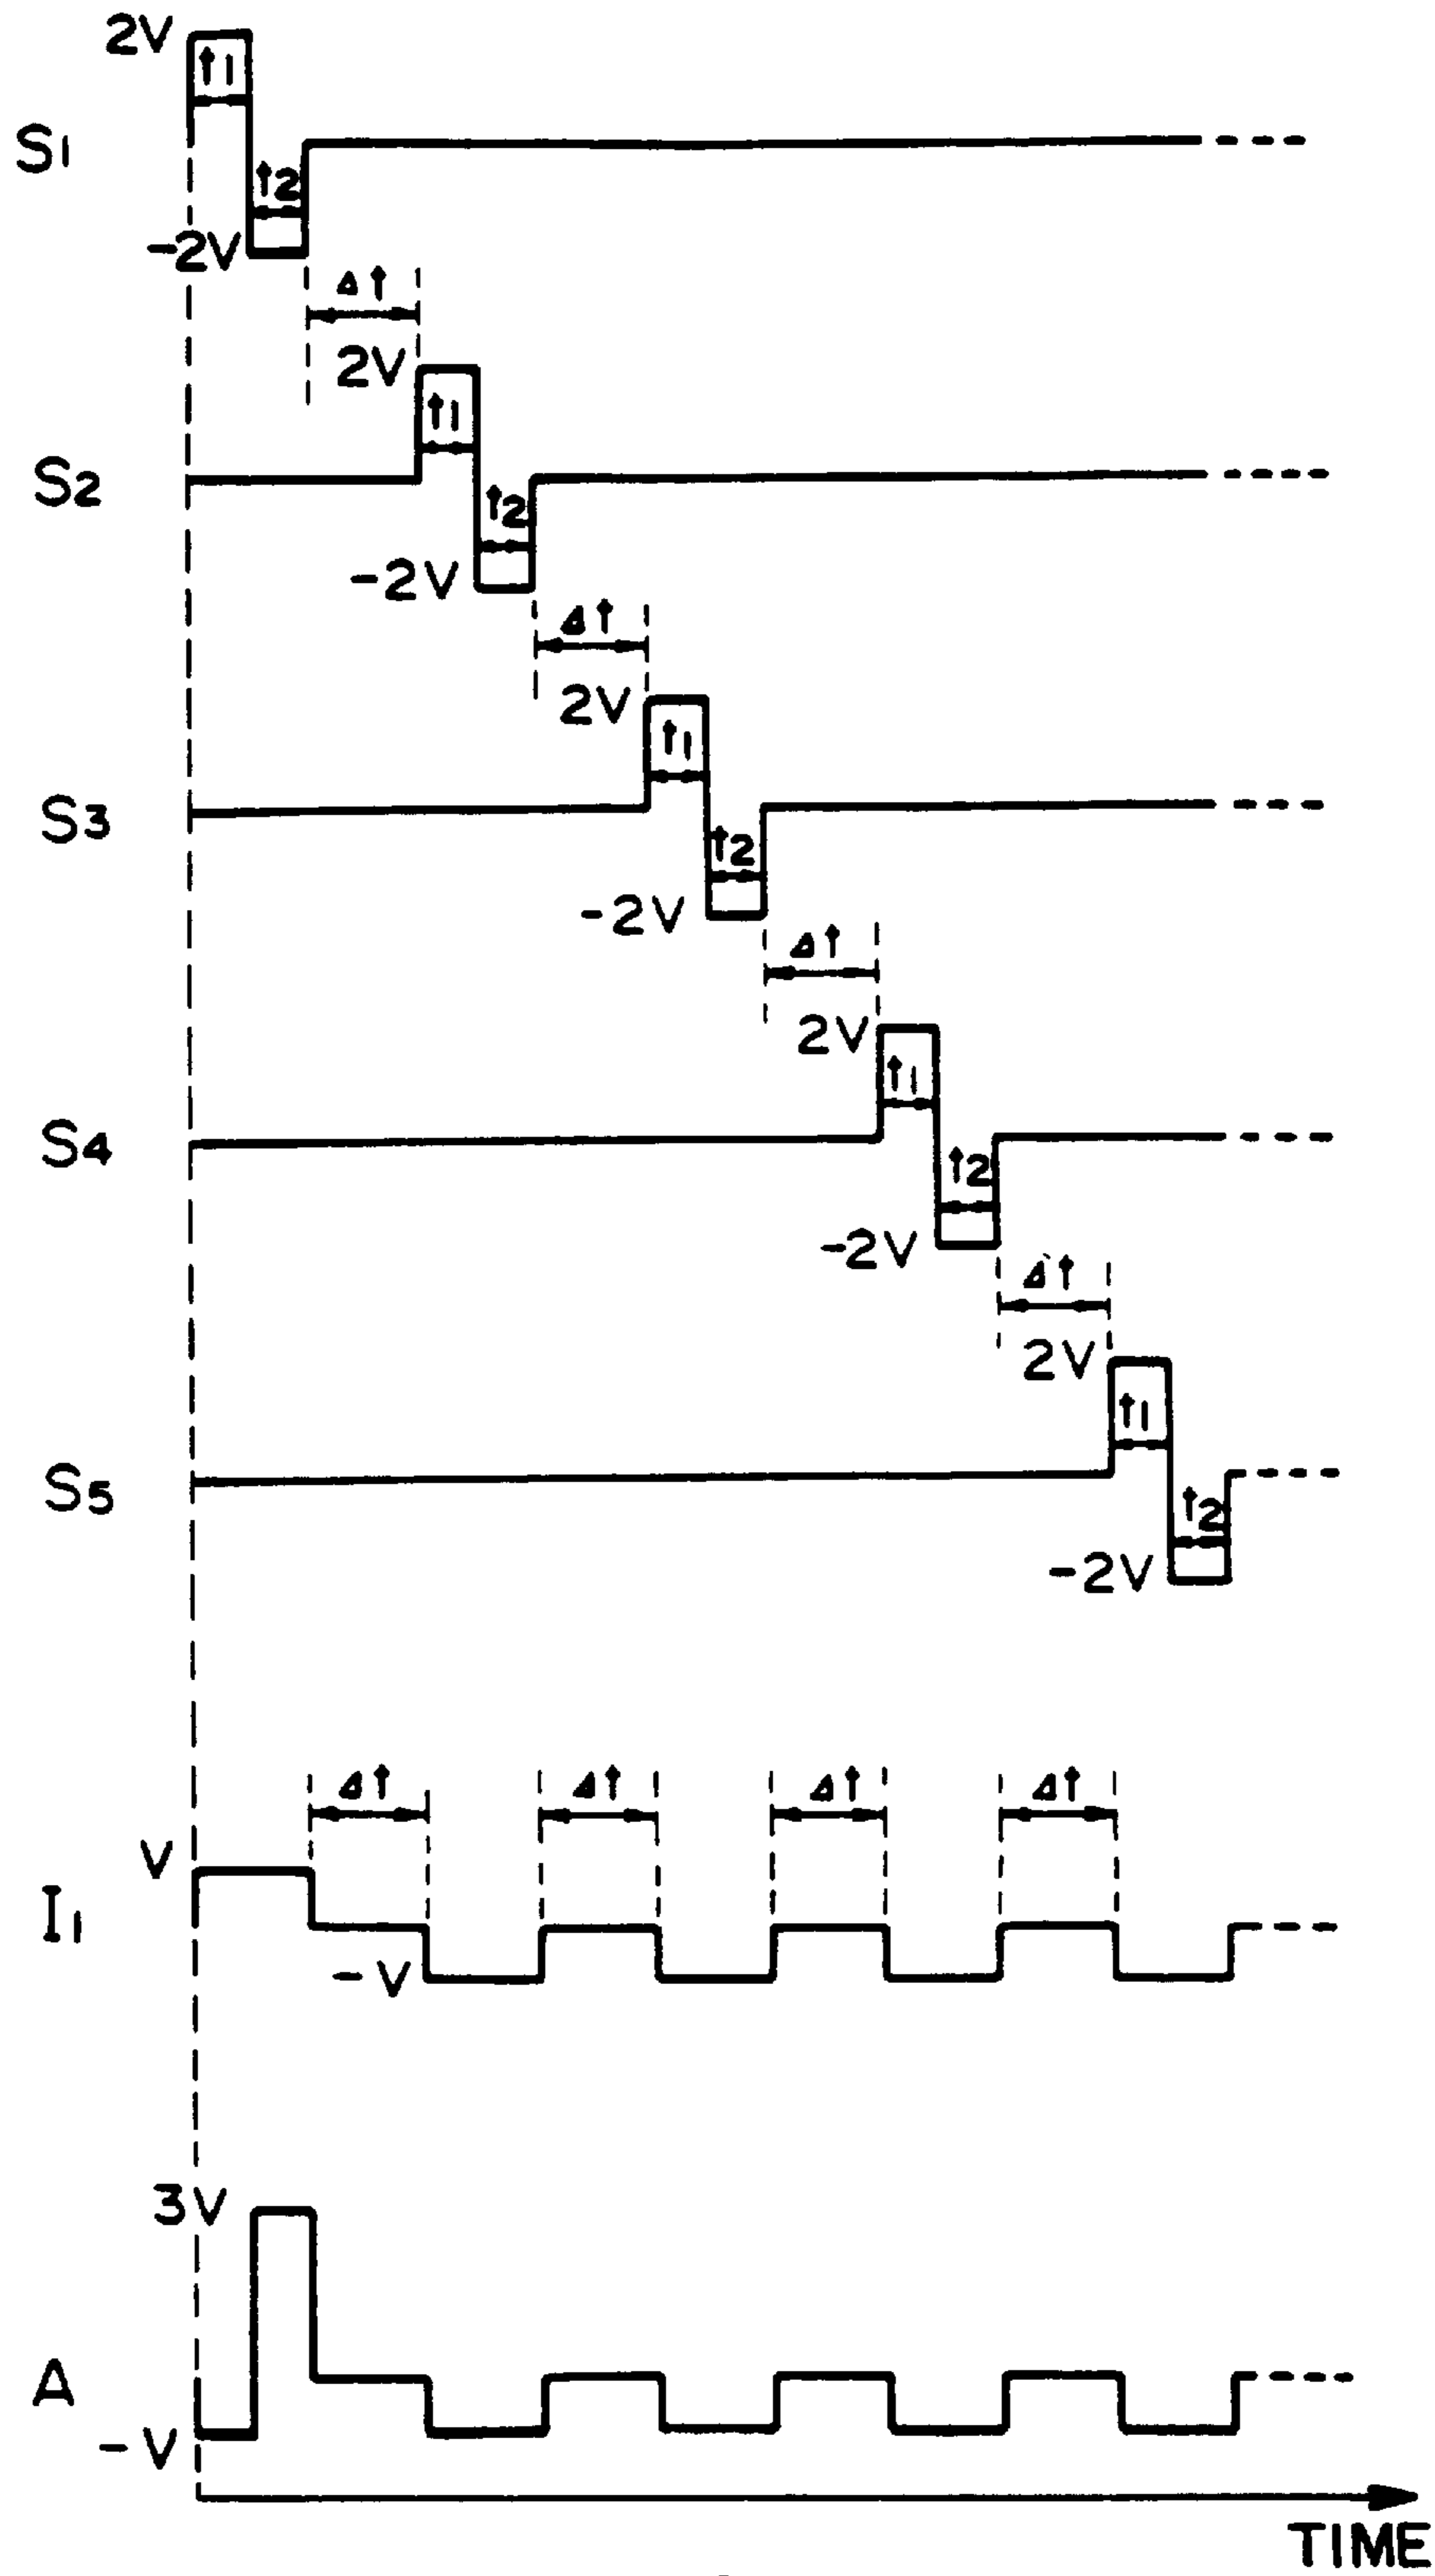 2V
t1
S1
t2
-2V
Δt
2V
t1
S2
t2
-2V
Δt
2V
t1
S3
t2
-2V
Δt
2V
t1
S4
t2
-2V
Δt
2V
t1
S5
t2
-2V
Δt Δt Δt Δt
V
I1
-V
3V
A
-V
TIME